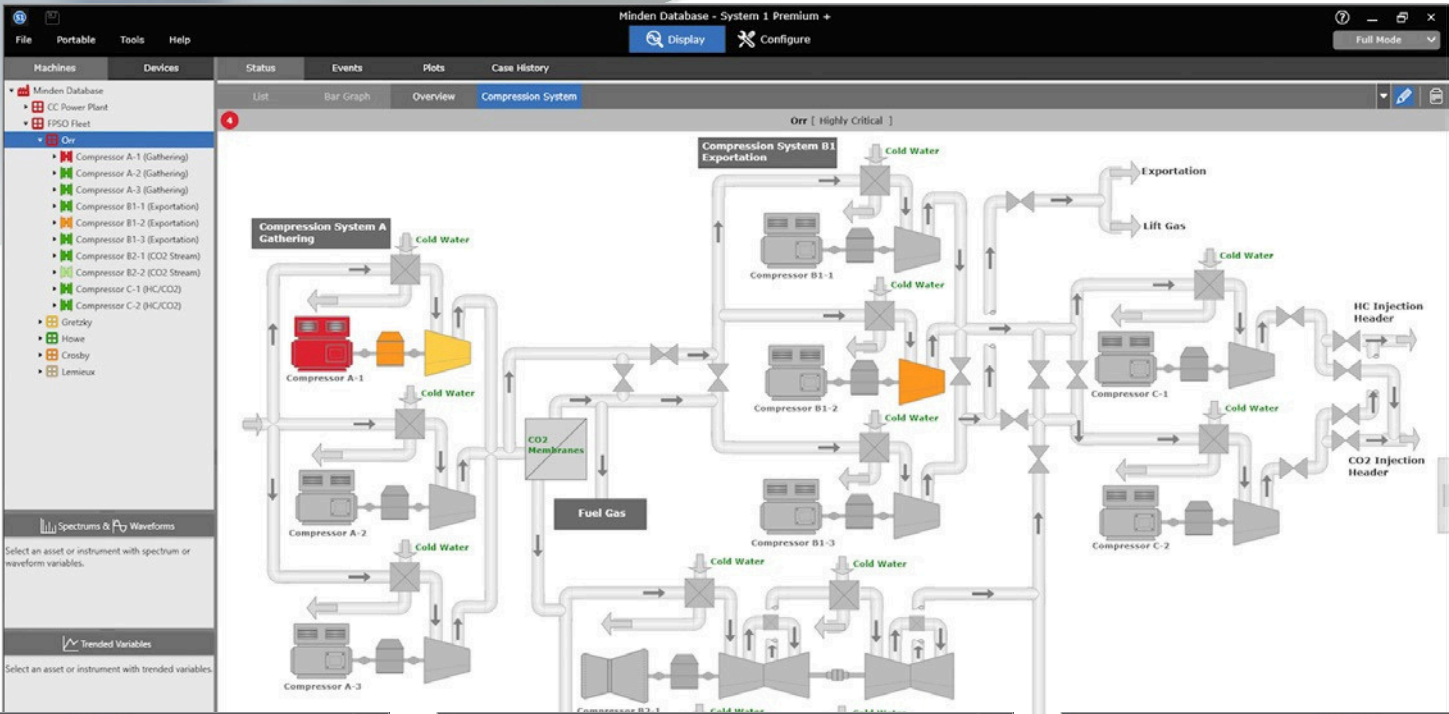 S1
Minden Database - System 1 Premium +
File Portable Tools Help
Display
Configure
Full Mode
Machines Devices
Status Events Plots Case History
List Bar Graph Overview Compression System
4
Orr [ Highly Critical ]
Minden Database
CC Power Plant
FPSO Fleet
Orr
Compressor A-1 (Gathering)
Compressor A-2 (Gathering)
Compressor A-3 (Gathering)
Compressor B1-1 (Exportation)
Compressor B1-2 (Exportation)
Compressor B1-3 (Exportation)
Compressor B2-1 (CO2 Stream)
Compressor B2-2 (CO2 Stream)
Compressor C-1 (HC/CO2)
Compressor C-2 (HC/CO2)
Gretzky
Howe
Crosby
Lemieux
Spectrums & Waveforms
Select an asset or instrument with spectrum or
waveform variables.
Trended Variables
Select an asset or instrument with trended variables.
Compression System A
Gathering
Cold Water
Compressor A-1
Cold Water
Compressor A-2
Cold Water
Compressor A-3
CO2
Membranes
Fuel Gas
Compression System B1
Exportation
Cold Water
Compressor B1-1
Cold Water
Compressor B1-2
Cold Water
Compressor B1-3
Cold Water
Cold Water
Compressor B2-1
Cold Water
Cold Water
Exportation
Lift Gas
Cold Water
Compressor C-1
Cold Water
Compressor C-2
HC Injection
Header
CO2 Injection
Header